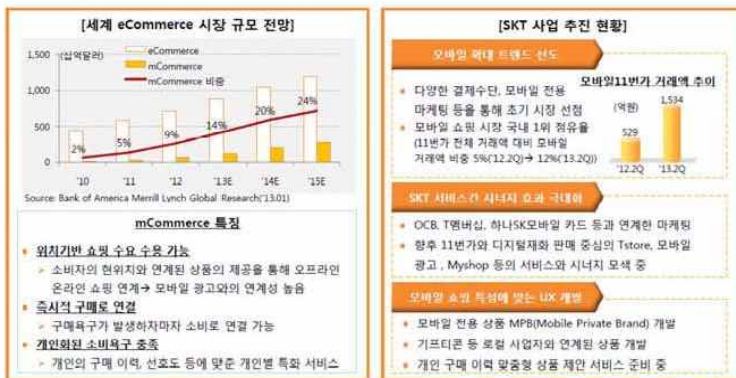 [세계 eCommerce 시장 규모 전망]
(십억달러)
eCommerce
mCommerce
mCommerce 비중
1,500
1,000
500
0
2%
5%
9%
14%
20%
24%
'10
'11
'12
'13E
'14E
'15E
Source: Bank of America Merrill Lynch Global Research('13.01)
mCommerce 특징
위치기반 쇼핑 수요 수용 가능
소비자의 현위치와 연계된 상품의 제공을 통해 오프라인
온라인 쇼핑 연계→ 모바일 광고와의 연계성 높음
즉시적 구매로 연결
구매욕구가 발생하자마자 소비로 연결 가능
개인화된 소비욕구 충족
개인의 구매 이력, 선호도 등에 맞춘 개인별 특화 서비스
[SKT 사업 추진 현황]
모바일 확대 트렌드 선도
다양한 결제수단, 모바일 전용
마케팅 등을 통해 초기 시장 선점
모바일 쇼핑 시장 국내 1위 점유율
(11번가 전체 거래액 대비 모바일
거래액 비중 5%('12.2Q)→ 12%('13.2Q))
모바일11번가 거래액 추이
(억원)
529
1,534
'12.2Q
'13.2Q
SKT 서비스간 시너지 효과 극대화
OCB, T멤버십, 하나SK모바일 카드 등과 연계한 마케팅
향후 11번가와 디지털재화 판매 중심의 Tstore, 모바일
광고, Myshop 등의 서비스와 시너지 모색 중
모바일 쇼핑 특성에 맞는 UX 개발
모바일 전용 상품 MPB(Mobile Private Brand) 개발
기프티콘 등 로컬 사업자와 연계된 상품 개발
개인 구매 이력 맞춤형 상품 제안 서비스 준비 중